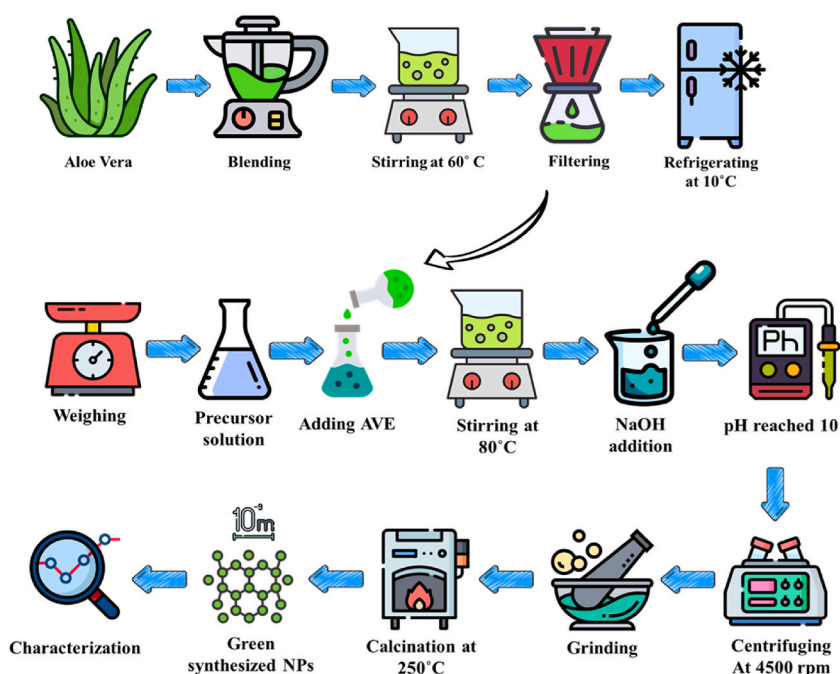 Aloe Vera
Blending
Stirring at 60° C
Filtering
Refrigerating
at 10°C
Weighing
Precursor
solution
Adding AVE
Stirring at
80°C
NaOH
addition
Ph
pH reached 10
10⁻⁹m
Characterization
Green
synthesized NPs
Calcination at
250°C
Grinding
Centrifuging
At 4500 rpm